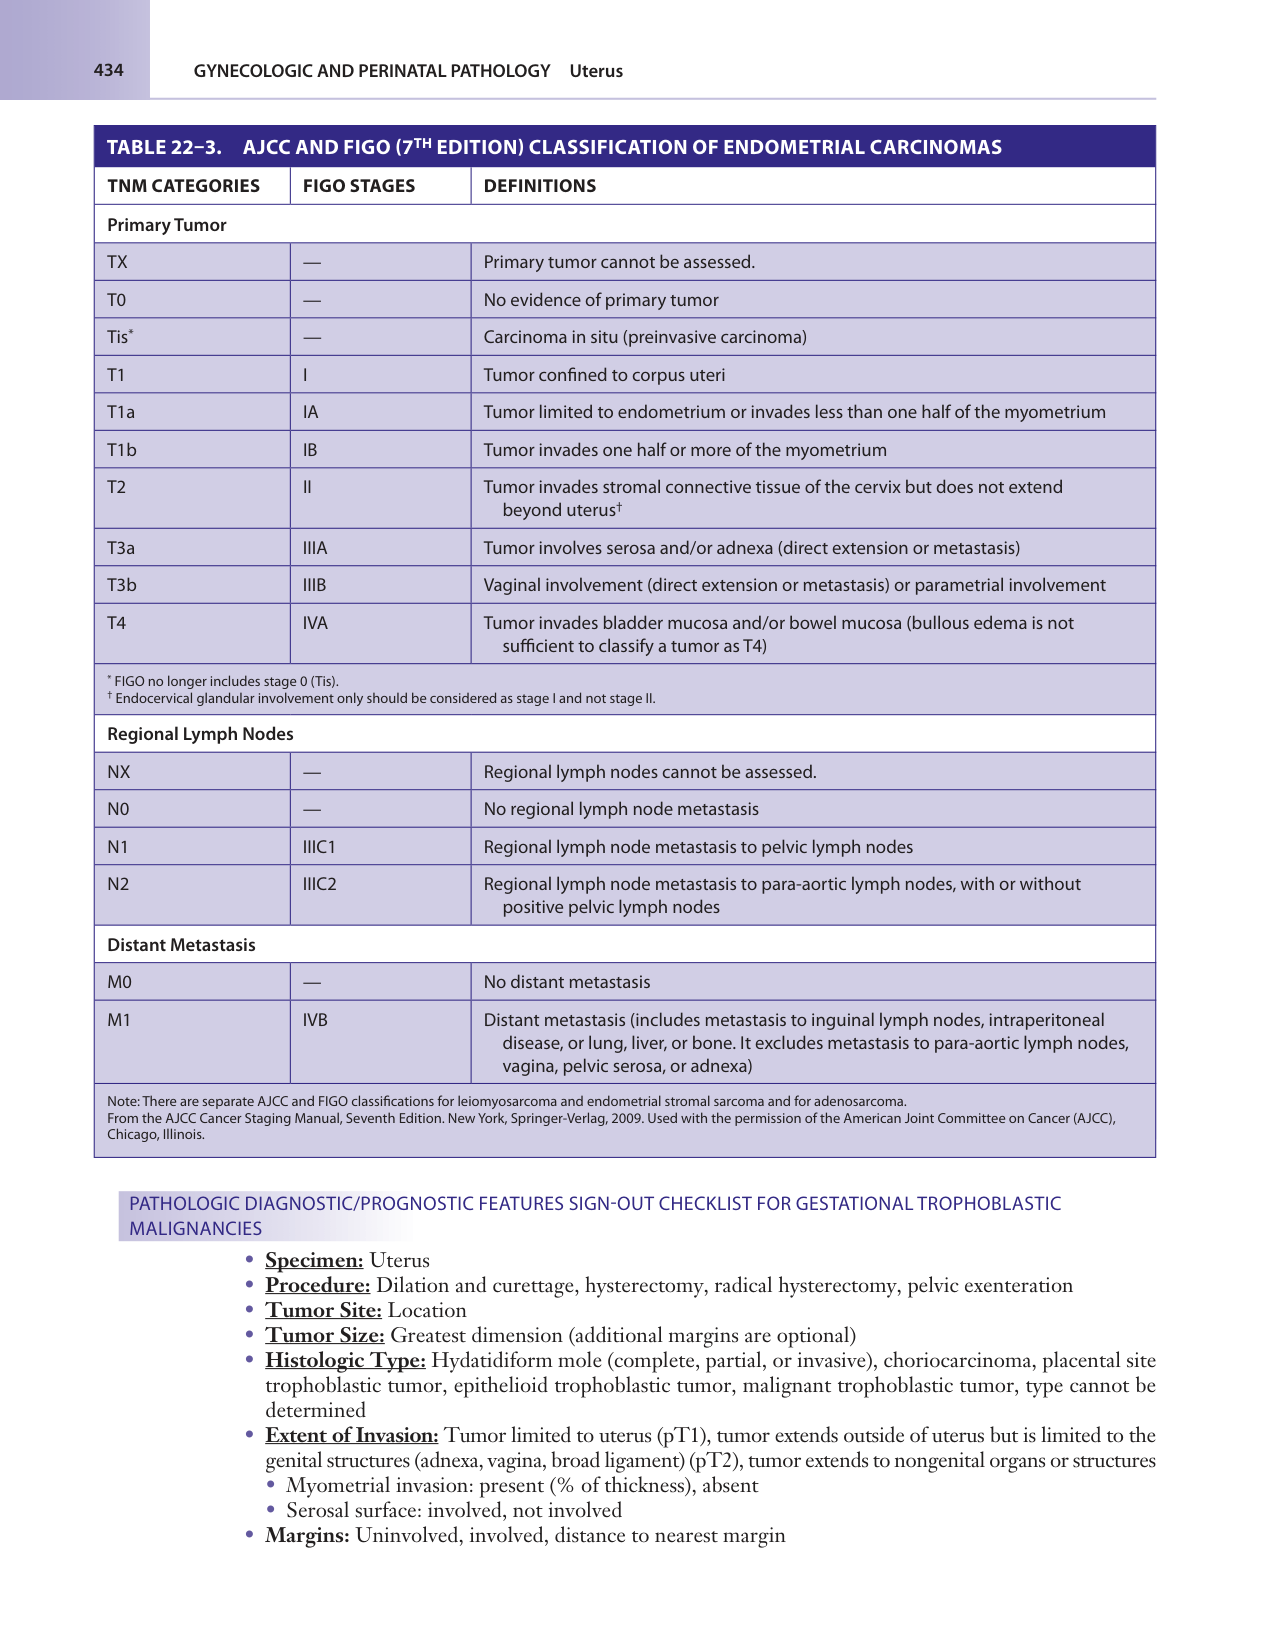 434
GYNECOLOGIC AND PERINATAL PATHOLOGY Uterus
TABLE 22–3. AJCC AND FIGO (7TH EDITION) CLASSIFICATION OF ENDOMETRIAL CARCINOMAS
TNM CATEGORIES FIGO STAGES DEFINITIONS
Primary Tumor
TX — Primary tumor cannot be assessed.
T0 — No evidence of primary tumor
Tis* — Carcinoma in situ (preinvasive carcinoma)
T1 I Tumor confined to corpus uteri
T1a IA Tumor limited to endometrium or invades less than one half of the myometrium
T1b IB Tumor invades one half or more of the myometrium
T2 II Tumor invades stromal connective tissue of the cervix but does not extend
beyond uterus†
T3a IIIA Tumor involves serosa and/or adnexa (direct extension or metastasis)
T3b IIIB Vaginal involvement (direct extension or metastasis) or parametrial involvement
T4 IVA Tumor invades bladder mucosa and/or bowel mucosa (bullous edema is not
sufficient to classify a tumor as T4)
* FIGO no longer includes stage 0 (Tis).
† Endocervical glandular involvement only should be considered as stage I and not stage II.
Regional Lymph Nodes
NX — Regional lymph nodes cannot be assessed.
N0 — No regional lymph node metastasis
N1 IIIC1 Regional lymph node metastasis to pelvic lymph nodes
N2 IIIC2 Regional lymph node metastasis to para-aortic lymph nodes, with or without
positive pelvic lymph nodes
Distant Metastasis
M0 — No distant metastasis
M1 IVB Distant metastasis (includes metastasis to inguinal lymph nodes, intraperitoneal
disease, or lung, liver, or bone. It excludes metastasis to para-aortic lymph nodes,
vagina, pelvic serosa, or adnexa)
Note: There are separate AJCC and FIGO classifications for leiomyosarcoma and endometrial stromal sarcoma and for adenosarcoma.
From the AJCC Cancer Staging Manual, Seventh Edition. New York, Springer-Verlag, 2009. Used with the permission of the American Joint Committee on Cancer (AJCC),
Chicago, Illinois.
PATHOLOGIC DIAGNOSTIC/PROGNOSTIC FEATURES SIGN-OUT CHECKLIST FOR GESTATIONAL TROPHOBLASTIC
MALIGNANCIES
• Specimen: Uterus
• Procedure: Dilation and curettage, hysterectomy, radical hysterectomy, pelvic exenteration
• Tumor Site: Location
• Tumor Size: Greatest dimension (additional margins are optional)
• Histologic Type: Hydatidiform mole (complete, partial, or invasive), choriocarcinoma, placental site
trophoblastic tumor, epithelioid trophoblastic tumor, malignant trophoblastic tumor, type cannot be
determined
• Extent of Invasion: Tumor limited to uterus (pT1), tumor extends outside of uterus but is limited to the
genital structures (adnexa, vagina, broad ligament) (pT2), tumor extends to nongenital organs or structures
• Myometrial invasion: present (% of thickness), absent
• Serosal surface: involved, not involved
• Margins: Uninvolved, involved, distance to nearest margin